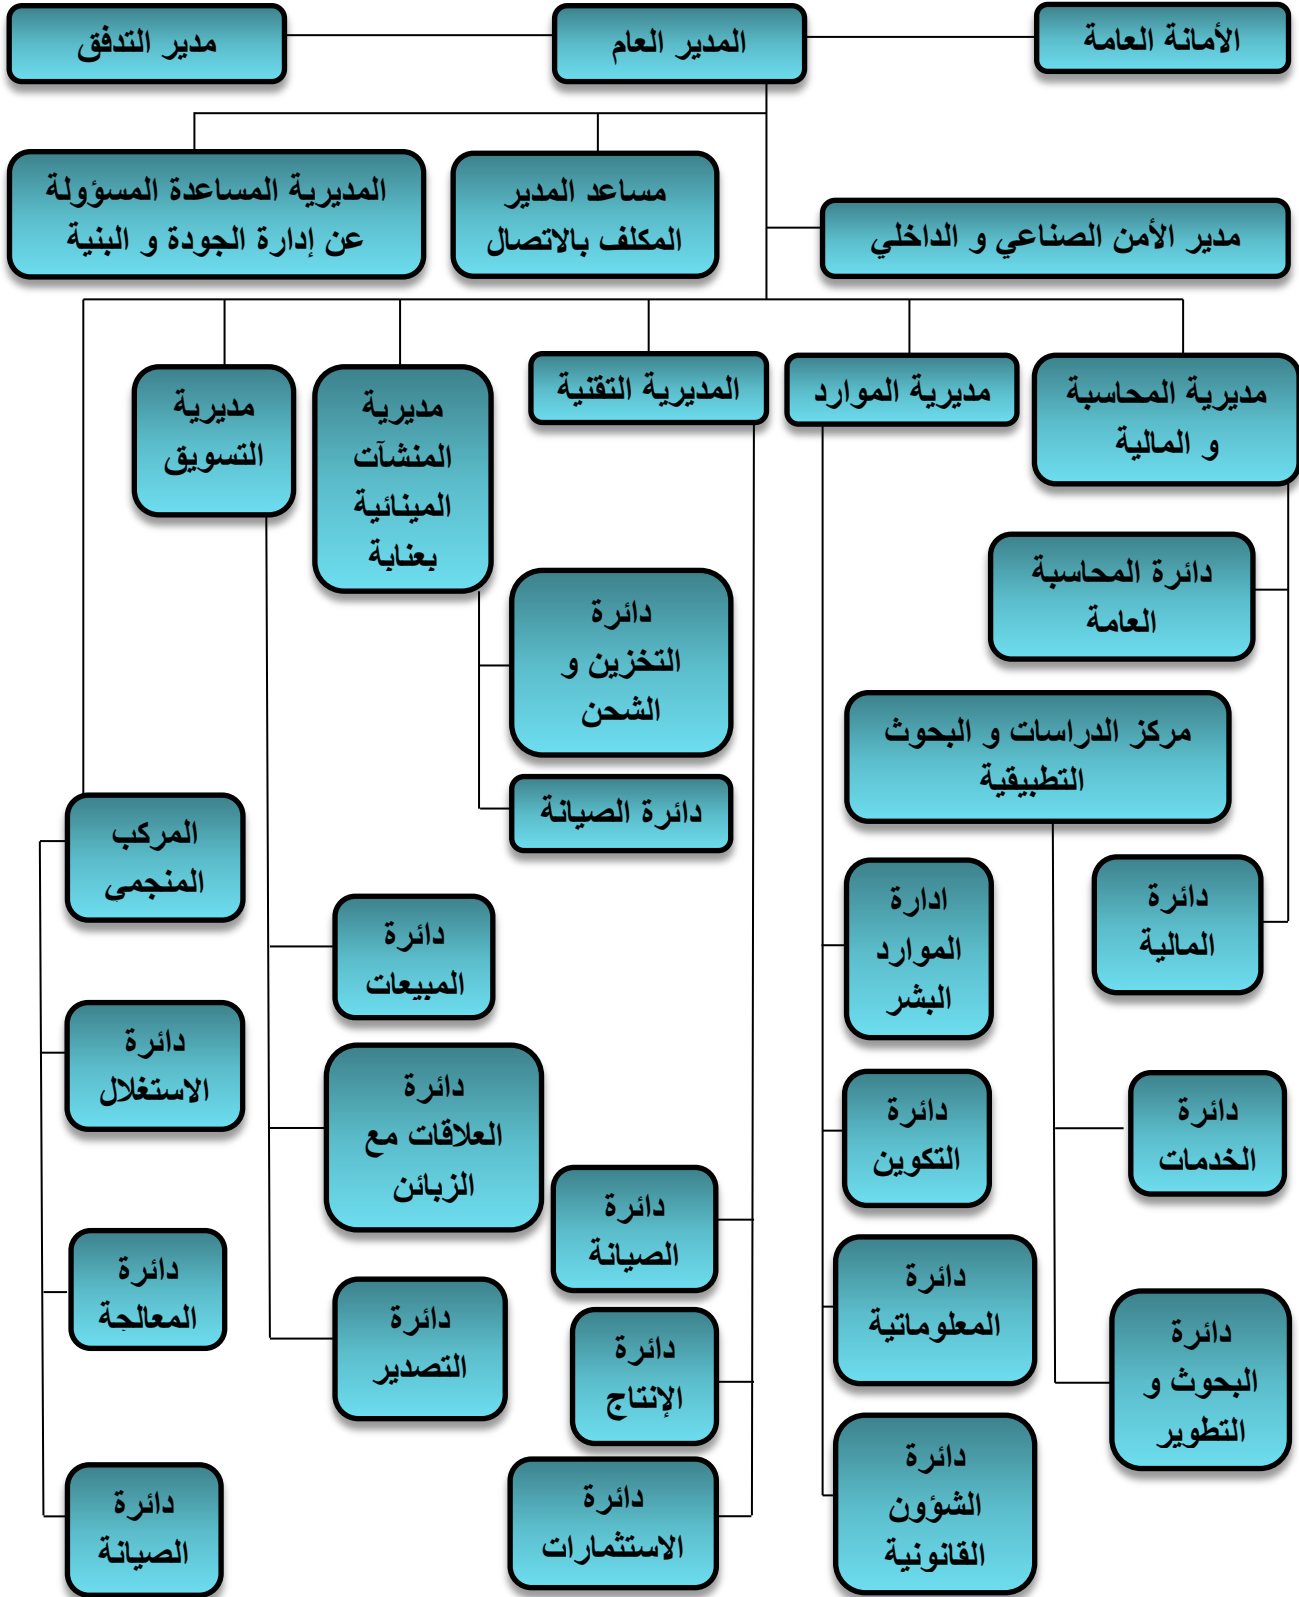 الأمانة العامة
المدير العام
مدير التدفق
المديرية المساعدة المسؤولة
عن إدارة الجودة و البنية
مساعد المدير
المكلف بالاتصال
مدير الأمن الصناعي و الداخلي
مديرية المحاسبة
و المالية
مديرية الموارد
المديرية التقنية
مديرية
المنشآت
المينائية
بعنابة
مديرية
التسويق
دائرة المحاسبة
العامة
دائرة
التخزين و
الشحن
مركز الدراسات و البحوث
التطبيقية
دائرة الصيانة
المركب
المنجمي
دائرة
المالية
ادارة
الموارد
البشر
دائرة
المبيعات
دائرة
الاستغلال
دائرة
العلاقات مع
الزبائن
دائرة
التكوين
دائرة
الخدمات
دائرة
الصيانة
دائرة
المعالجة
دائرة
المعلوماتية
دائرة
التصدير
دائرة
الإنتاج
دائرة
البحوث و
التطوير
دائرة
الشؤون
القانونية
دائرة
الاستثمارات
دائرة
الصيانة